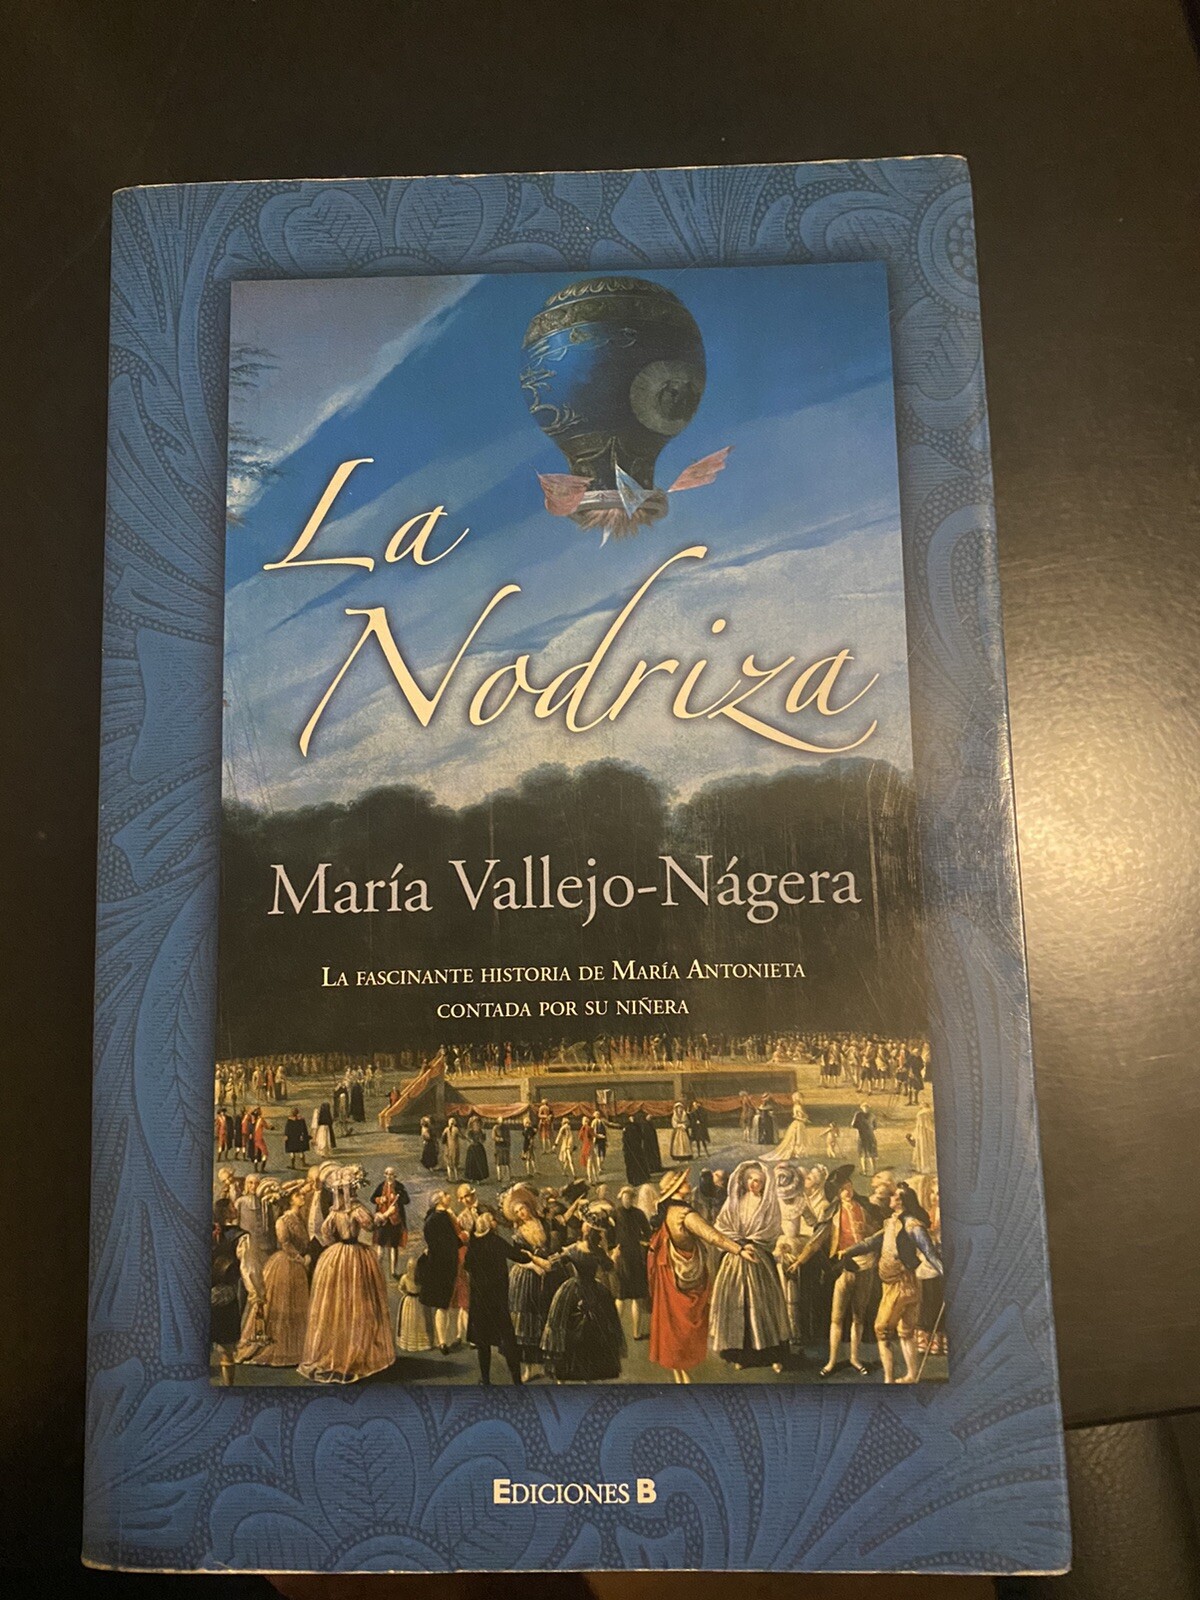 La
Nodriza
María Vallejo-Nágera
La fascinante historia de María Antonieta
contada por su niñera
Ediciones B